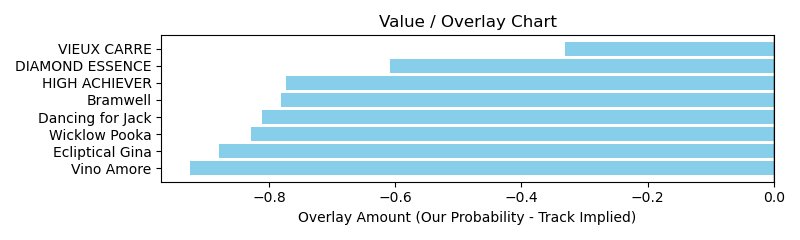 Value / Overlay Chart
VIEUX CARRE
DIAMOND ESSENCE
HIGH ACHIEVER
Bramwell
Dancing for Jack
Wicklow Pooka
Ecliptical Gina
Vino Amore
−0.8 −0.6 −0.4 −0.2 0.0
Overlay Amount (Our Probability - Track Implied)